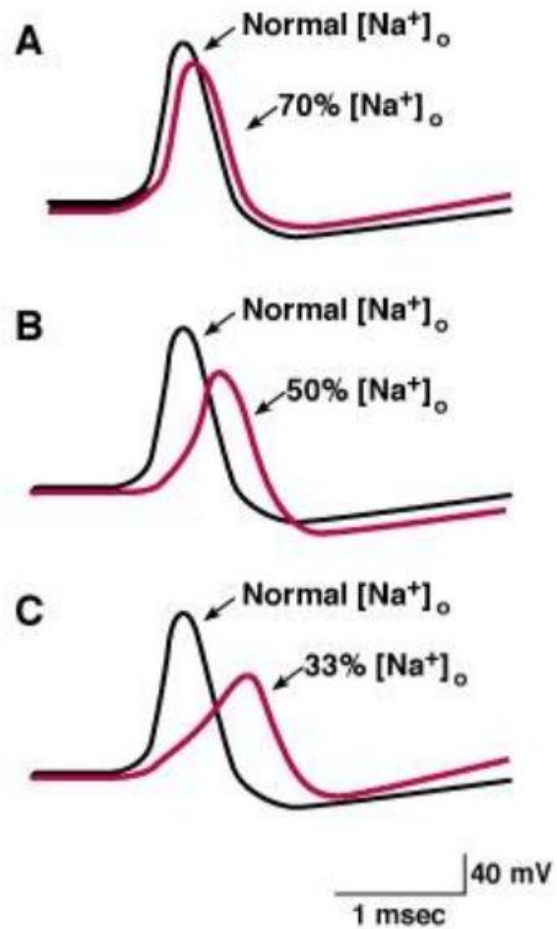 A
Normal [Na⁺]ₒ
70% [Na⁺]ₒ
B
Normal [Na⁺]ₒ
50% [Na⁺]ₒ
C
Normal [Na⁺]ₒ
33% [Na⁺]ₒ
40 mV
1 msec